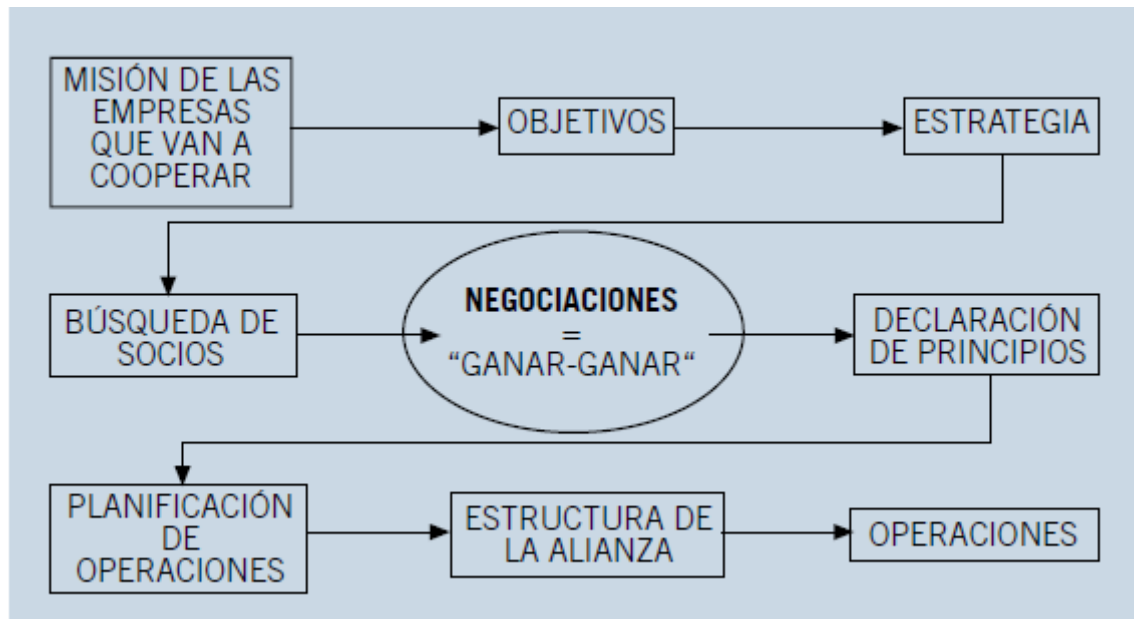 MISIÓN DE LAS
EMPRESAS
QUE VAN A
COOPERAR
OBJETIVOS
ESTRATEGIA
BÚSQUEDA DE
SOCIOS
NEGOCIACIONES
=
“GANAR-GANAR“
DECLARACIÓN
DE PRINCIPIOS
PLANIFICACIÓN
DE
OPERACIONES
ESTRUCTURA DE
LA ALIANZA
OPERACIONES